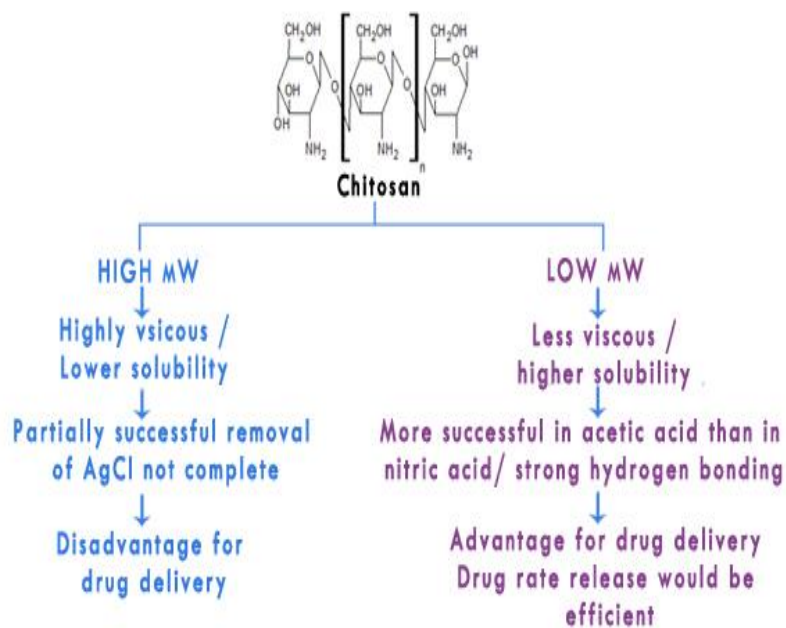 CH₂OH
CH₂OH
CH₂OH
OH
O
O
O
O
O
OH
OH
OH
OH
NH₂
NH₂
NH₂
n
Chitosan
HIGH MW
Highly vsicous /
Lower solubility
Partially successful removal
of AgCl not complete
Disadvantage for
drug delivery
LOW MW
Less viscous /
higher solubility
More successful in acetic acid than in
nitric acid/ strong hydrogen bonding
Advantage for drug delivery
Drug rate release would be
efficient